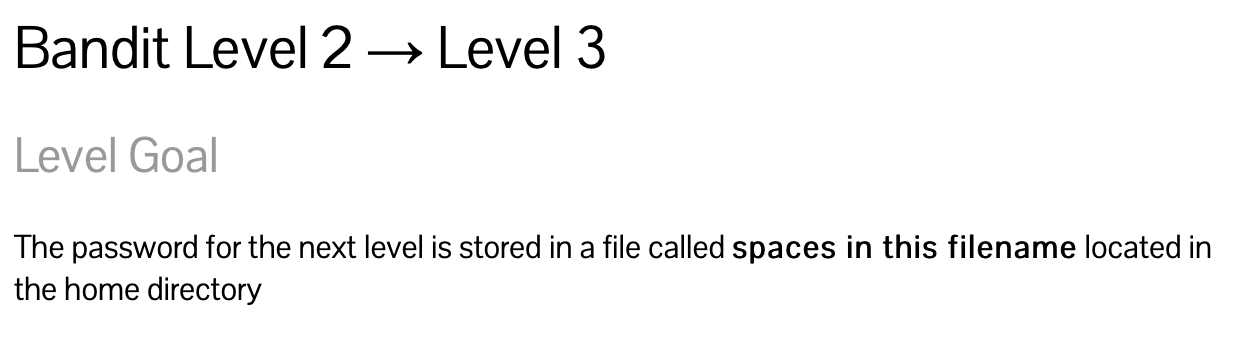 Bandit Level 2 → Level 3
Level Goal
The password for the next level is stored in a file called spaces in this filename located in
the home directory